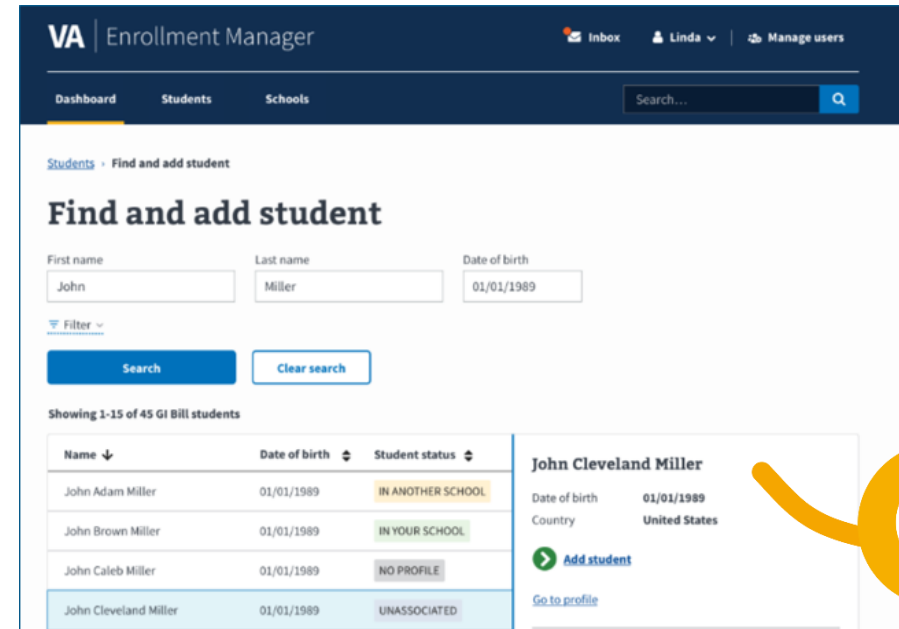 VA | Enrollment Manager
Inbox Linda Manage users
Dashboard Students Schools Search...
Students › Find and add student
Find and add student
First name Last name Date of birth
John Miller 01/01/1989
Filter
Search Clear search
Showing 1-15 of 45 GI Bill students
Name Date of birth Student status
John Adam Miller 01/01/1989 IN ANOTHER SCHOOL
John Brown Miller 01/01/1989 IN YOUR SCHOOL
John Caleb Miller 01/01/1989 NO PROFILE
John Cleveland Miller 01/01/1989 UNASSOCIATED
John Cleveland Miller
Date of birth 01/01/1989
Country United States
Add student
Go to profile